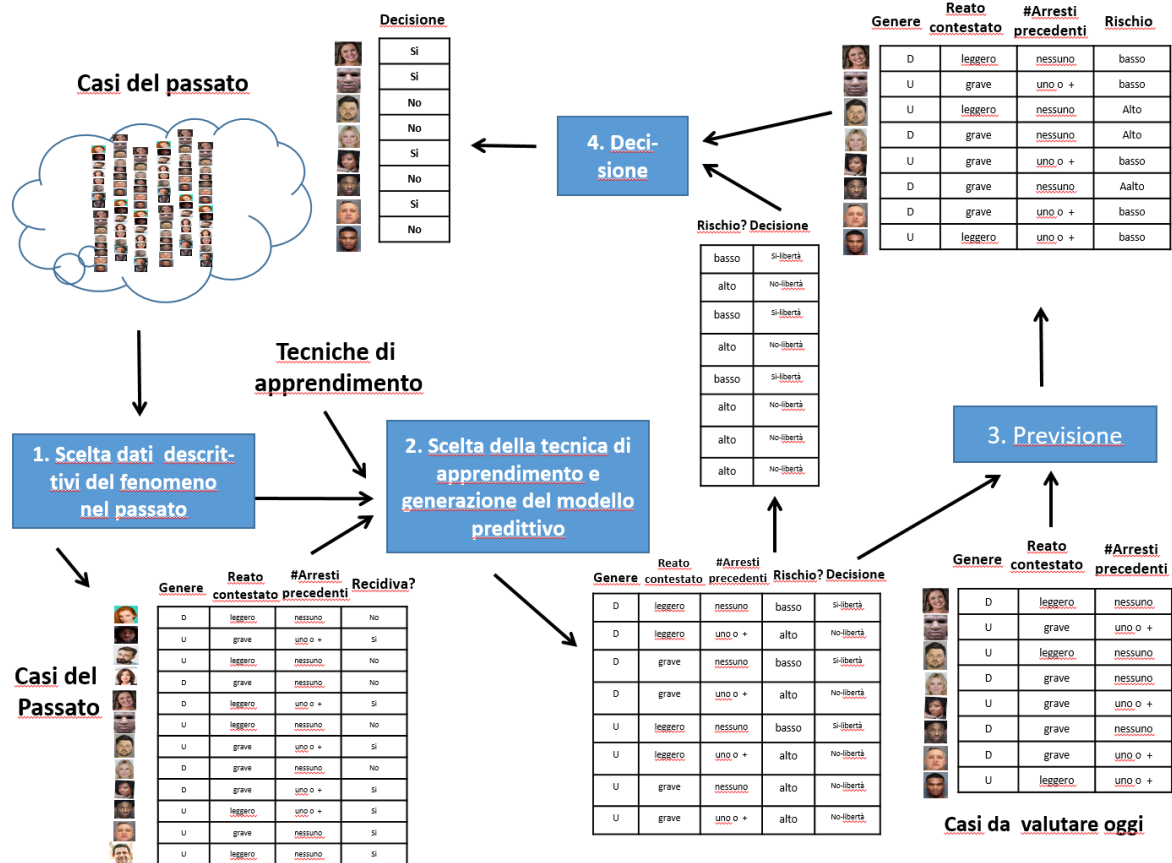 Casi del passato
Decisione
Si
Si
No
No
Si
No
Si
No
4. Deci-
sione
Genere Reato contestato #Arresti precedenti Rischio
D leggero nessuno basso
U grave uno o + basso
U leggero nessuno Alto
D grave nessuno Alto
U grave uno o + basso
D grave nessuno Aalto
D grave uno o + basso
U leggero uno o + basso
Rischio? Decisione
basso Si-libertà
alto No-libertà
basso Si-libertà
alto No-libertà
basso Si-libertà
alto No-libertà
alto No-libertà
alto No-libertà
Tecniche di
apprendimento
1. Scelta dati descrit-
tivi del fenomeno
nel passato
2. Scelta della tecnica di
apprendimento e
generazione del modello
predittivo
3. Previsione
Casi del
Passato
Genere Reato contestato #Arresti precedenti Recidiva?
D leggero nessuno No
U grave uno o + Si
U leggero nessuno No
D grave nessuno No
D leggero uno o + Si
U leggero nessuno No
U grave uno o + Si
D grave nessuno No
D grave uno o + Si
U leggero uno o + Si
U grave nessuno Si
U leggero nessuno Si
Genere Reato contestato #Arresti precedenti Rischio? Decisione
D leggero nessuno basso Si-libertà
D leggero uno o + alto No-libertà
D grave nessuno basso Si-libertà
D grave uno o + alto No-libertà
U leggero nessuno basso Si-libertà
U leggero uno o + alto No-libertà
U grave nessuno alto No-libertà
U grave uno o + alto No-libertà
Genere Reato contestato #Arresti precedenti
D leggero nessuno
U grave uno o +
U leggero nessuno
D grave nessuno
U grave uno o +
D grave nessuno
D grave uno o +
U leggero uno o +
Casi da valutare oggi